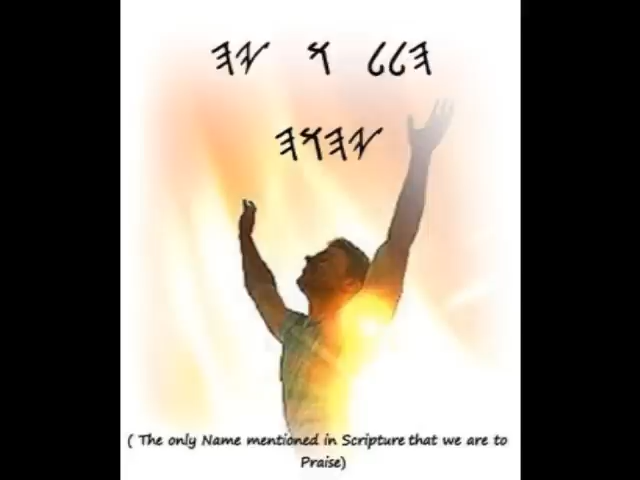 𐤄𐤋𐤋 𐤅 𐤉𐤄
𐤉𐤄𐤅𐤄
( The only Name mentioned in Scripture that we are to
Praise)